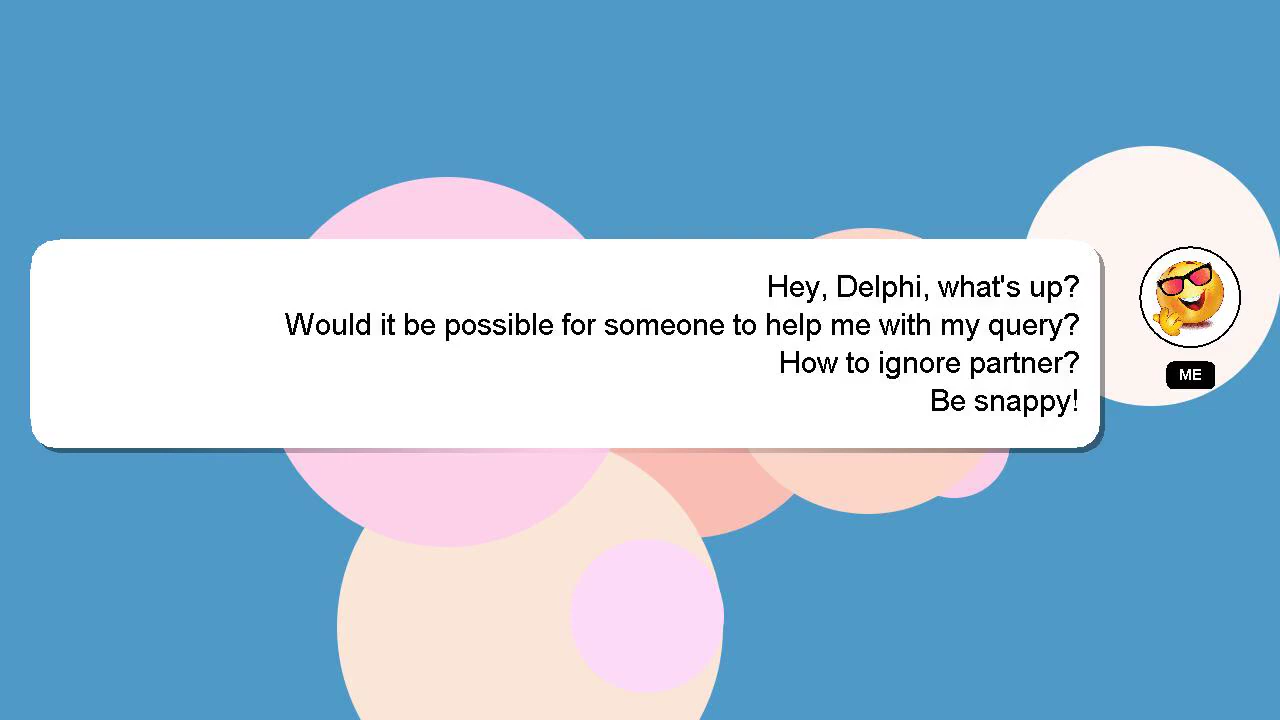 Hey, Delphi, what's up?
Would it be possible for someone to help me with my query?
How to ignore partner?
Be snappy!
ME